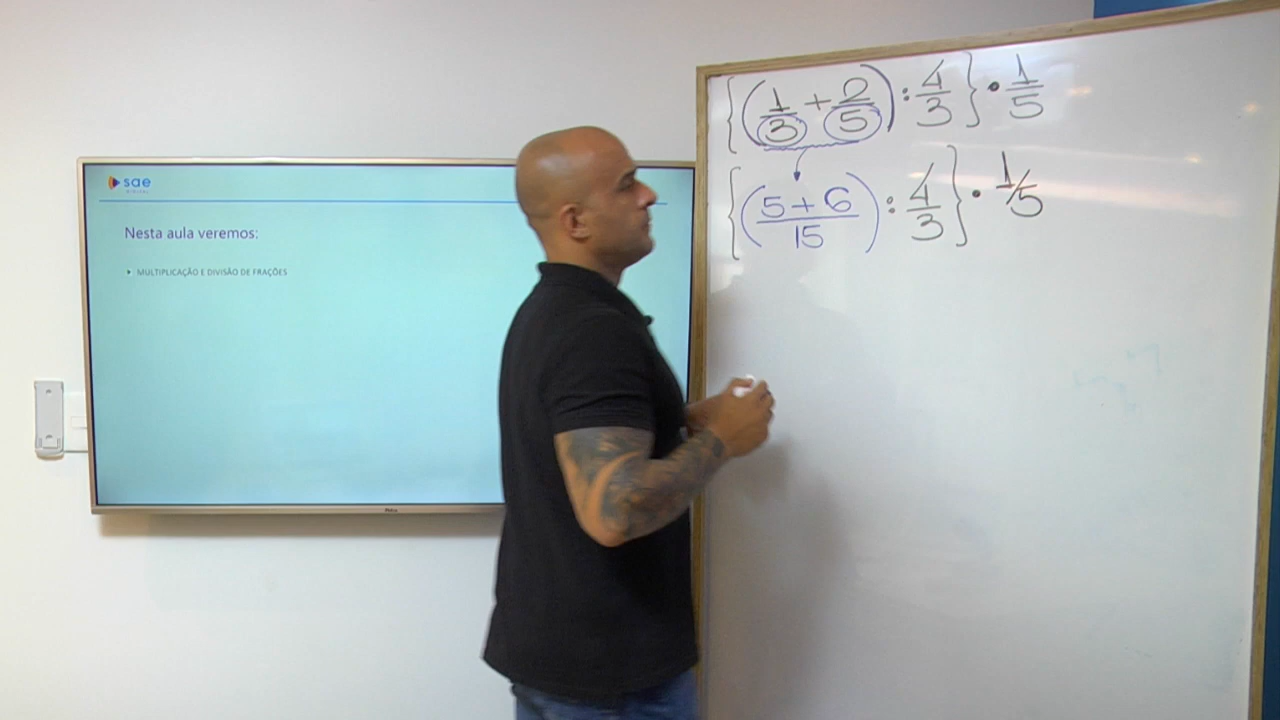 sae
Nesta aula veremos:
▸ MULTIPLICAÇÃO E DIVISÃO DE FRAÇÕES
{(1/3 + 2/5) : 4/3} • 1/5
{((5 + 6)/15) : 4/3} • 1/5